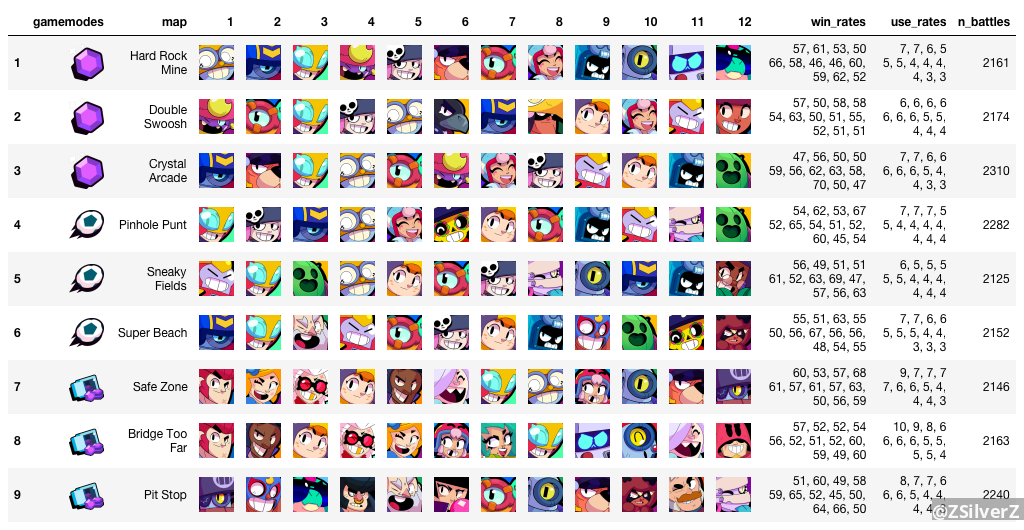 gamemodes map 1 2 3 4 5 6 7 8 9 10 11 12 win_rates use_rates n_battles
1 Hard Rock Mine 57, 61, 53, 50 66, 58, 46, 46, 60, 59, 62, 52 7, 7, 6, 5 5, 5, 4, 4, 4, 4, 3, 3 2161
2 Double Swoosh 57, 50, 58, 58 54, 63, 50, 51, 55, 52, 51, 51 6, 6, 6, 6 6, 6, 6, 5, 5, 4, 4, 4 2174
3 Crystal Arcade 47, 56, 50, 50 59, 56, 62, 63, 58, 70, 50, 47 7, 7, 6, 6 6, 6, 6, 5, 4, 4, 3, 3 2310
4 Pinhole Punt 54, 62, 53, 67 52, 65, 54, 51, 52, 60, 45, 54 7, 7, 7, 5 5, 4, 4, 4, 4, 4, 4, 4 2282
5 Sneaky Fields 56, 49, 51, 51 61, 52, 63, 69, 47, 57, 56, 63 6, 5, 5, 5 5, 5, 4, 4, 4, 4, 4, 4 2125
6 Super Beach 55, 51, 63, 55 50, 56, 67, 56, 56, 48, 54, 55 7, 7, 6, 6 5, 5, 5, 4, 4, 3, 3, 3 2152
7 Safe Zone 60, 53, 57, 68 61, 57, 61, 57, 63, 50, 56, 59 9, 7, 7, 7 7, 6, 6, 5, 4, 4, 4, 3 2146
8 Bridge Too Far 57, 52, 52, 54 56, 52, 51, 52, 60, 59, 49, 60 10, 9, 8, 6 6, 6, 6, 5, 5, 5, 5, 4 2163
9 Pit Stop 51, 60, 49, 58 59, 65, 52, 45, 50, 64, 66, 50 8, 7, 7, 6 6, 6, 5, 4, 4, 4, 4, 2240
@ZSilverZ